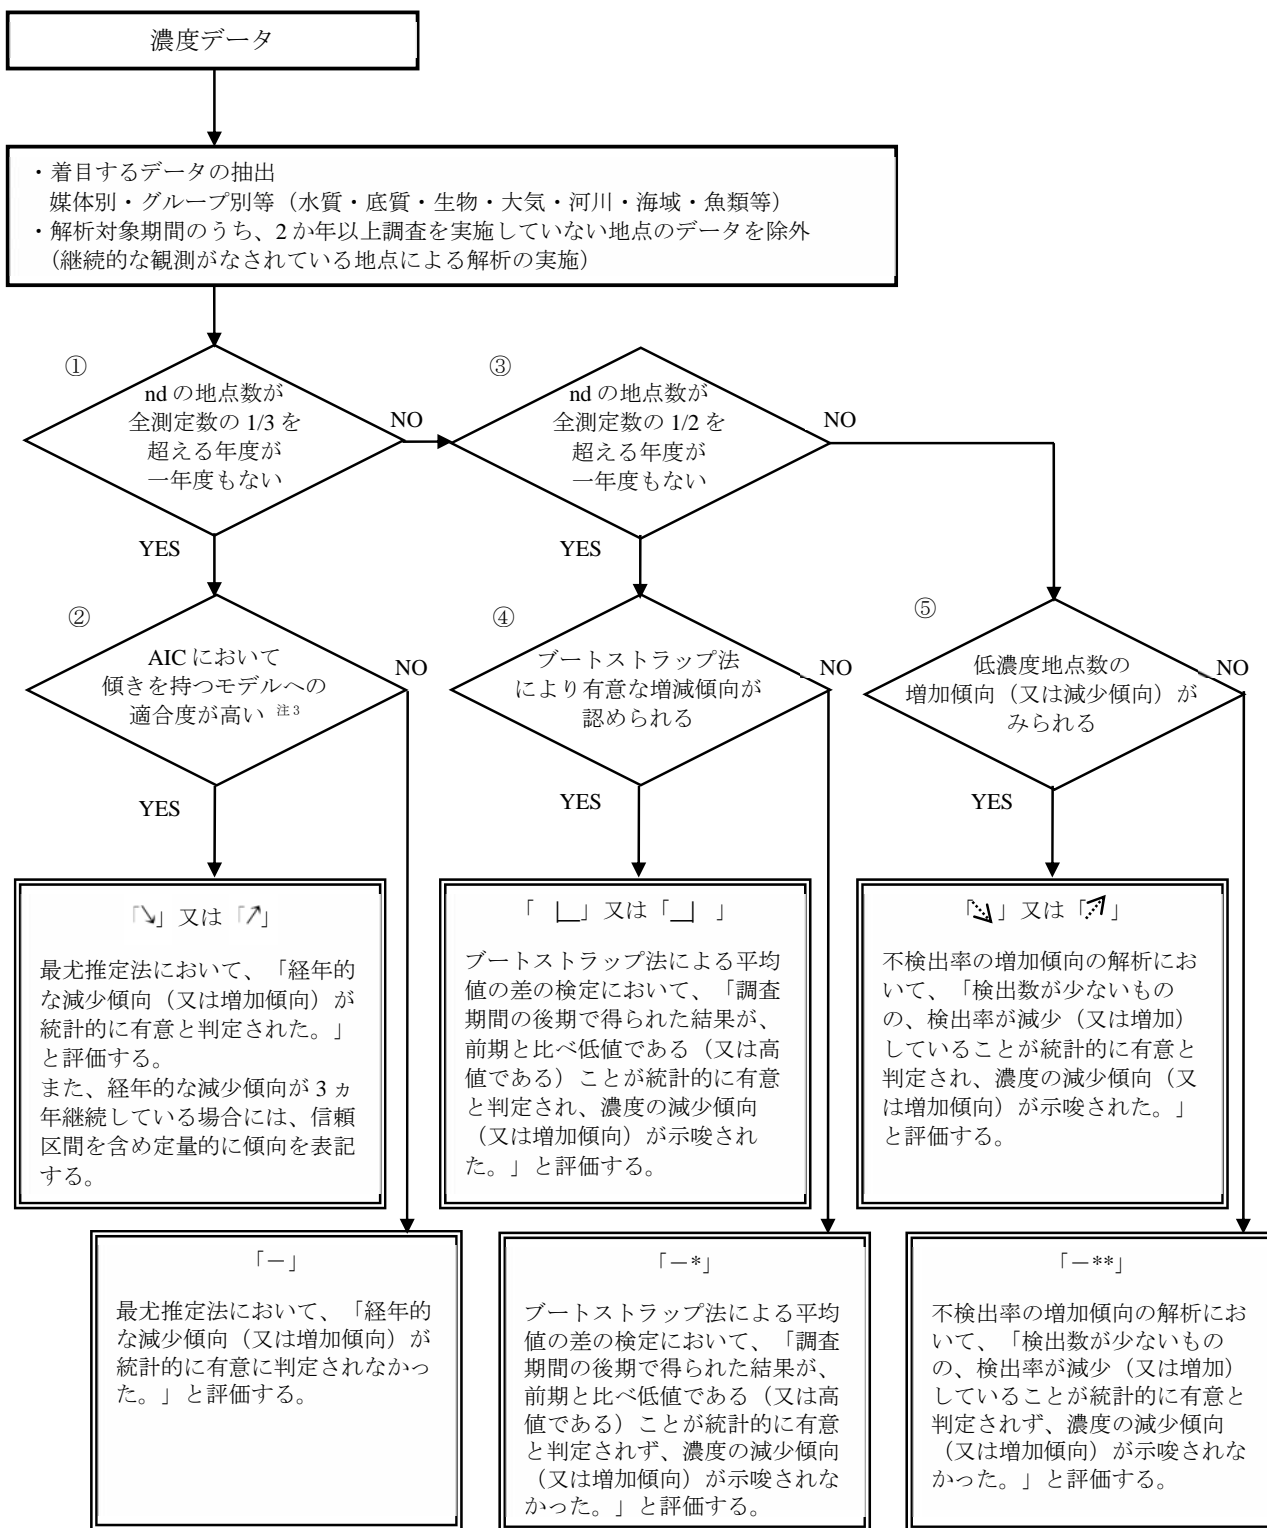 濃度データ
・着目するデータの抽出
媒体別・グループ別等（水質・底質・生物・大気・河川・海域・魚類等）
・解析対象期間のうち、2か年以上調査を実施していない地点のデータを除外
（継続的な観測がなされている地点による解析の実施）
①
nd の地点数が
全測定数の 1/3 を
超える年度が
一年度もない
NO
YES
③
nd の地点数が
全測定数の 1/2 を
超える年度が
一年度もない
NO
YES
②
AIC において
傾きを持つモデルへの
適合度が高い 注3
NO
YES
④
ブートストラップ法
により有意な増減傾向が
認められる
NO
YES
⑤
低濃度地点数の
増加傾向（又は減少傾向）が
みられる
NO
YES
「↘」又は「↗」
最尤推定法において、「経年的
な減少傾向（又は増加傾向）が
統計的に有意と判定された。」
と評価する。
また、経年的な減少傾向が 3 ヵ
年継続している場合には、信頼
区間を含め定量的に傾向を表記
する。
「 |＿」又は「＿| 」
ブートストラップ法による平均
値の差の検定において、「調査
期間の後期で得られた結果が、
前期と比べ低値である（又は高
値である）ことが統計的に有意
と判定され、濃度の減少傾向
（又は増加傾向）が示唆され
た。」と評価する。
「⇘」又は「⇗」
不検出率の増加傾向の解析にお
いて、「検出数が少ないもの
の、検出率が減少（又は増加）
していることが統計的に有意と
判定され、濃度の減少傾向（又
は増加傾向）が示唆された。」
と評価する。
「－」
最尤推定法において、「経年的
な減少傾向（又は増加傾向）が
統計的に有意に判定されなかっ
た。」と評価する。
「－*」
ブートストラップ法による平均
値の差の検定において、「調査
期間の後期で得られた結果が、
前期と比べ低値である（又は高
値である）ことが統計的に有意
と判定されず、濃度の減少傾向
（又は増加傾向）が示唆されな
かった。」と評価する。
「－**」
不検出率の増加傾向の解析にお
いて、「検出数が少ないもの
の、検出率が減少（又は増加）
していることが統計的に有意と
判定されず、濃度の減少傾向
（又は増加傾向）が示唆されな
かった。」と評価する。